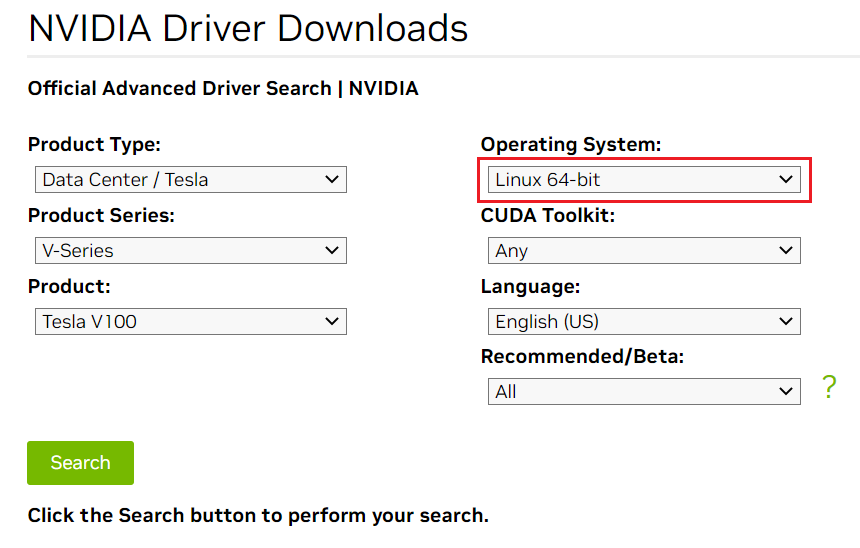 NVIDIA Driver Downloads
Official Advanced Driver Search | NVIDIA
Product Type:
Data Center / Tesla
Product Series:
V-Series
Product:
Tesla V100
Operating System:
Linux 64-bit
CUDA Toolkit:
Any
Language:
English (US)
Recommended/Beta:
All
?
Search
Click the Search button to perform your search.